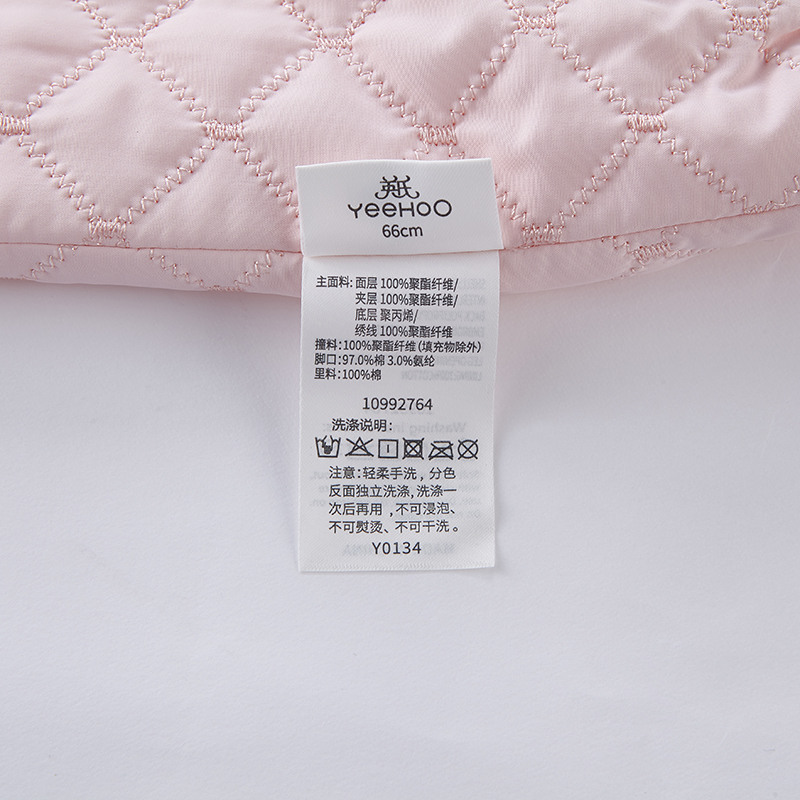 英氏
YEEHOO
66cm
主面料: 面层 100%聚酯纤维/
夹层 100%聚酯纤维/
底层 聚丙烯/
绣线 100%聚酯纤维
撞料: 100%聚酯纤维 (填充物除外)
脚口: 97.0%棉 3.0%氨纶
里料: 100%棉
10992764
洗涤说明:
注意: 轻柔手洗, 分色
反面独立洗涤, 洗涤一
次后再用, 不可浸泡、
不可熨烫、不可干洗。
Y0134